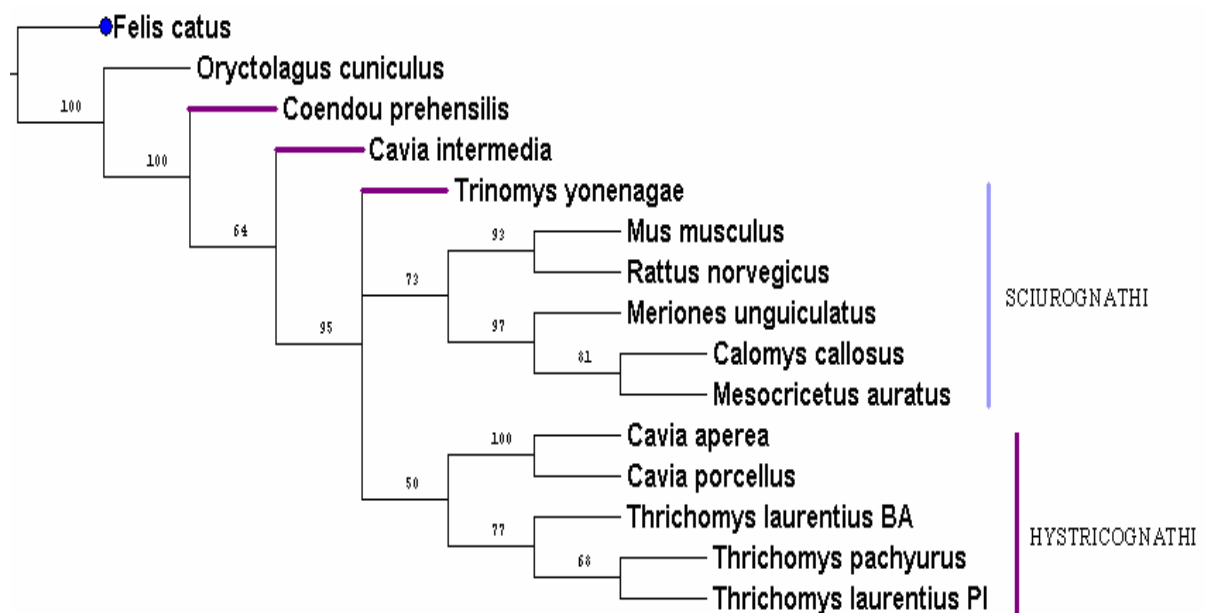 Felis catus
Oryctolagus cuniculus
100
Coendou prehensilis
100
Cavia intermedia
64
Trinomys yonenagae
Mus musculus
93
Rattus norvegicus
73
SCIUROGNATHI
Meriones unguiculatus
97
95
Calomys callosus
81
Mesocricetus auratus
Cavia aperea
100
Cavia porcellus
50
Thrichomys laurentius BA
77
HYSTRICOGNATHI
Thrichomys pachyurus
68
Thrichomys laurentius PI